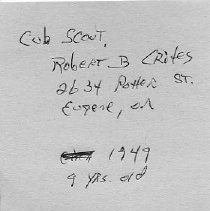 Cub Scout,
Robert B Crites
2634 Potter St.
Eugene, OR
1949
9 yrs. old